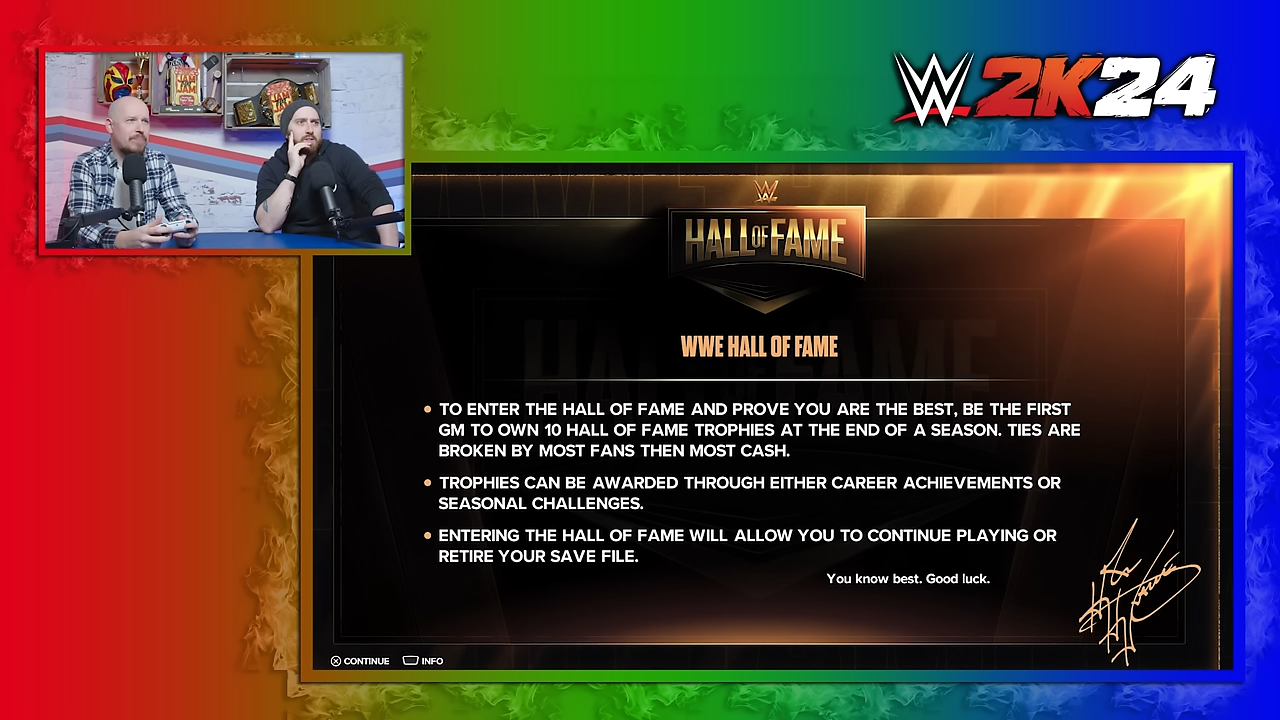 W 2K24
HALL OF FAME
WWE HALL OF FAME
• TO ENTER THE HALL OF FAME AND PROVE YOU ARE THE BEST, BE THE FIRST
GM TO OWN 10 HALL OF FAME TROPHIES AT THE END OF A SEASON. TIES ARE
BROKEN BY MOST FANS THEN MOST CASH.
• TROPHIES CAN BE AWARDED THROUGH EITHER CAREER ACHIEVEMENTS OR
SEASONAL CHALLENGES.
• ENTERING THE HALL OF FAME WILL ALLOW YOU TO CONTINUE PLAYING OR
RETIRE YOUR SAVE FILE.
You know best. Good luck.
CONTINUE INFO